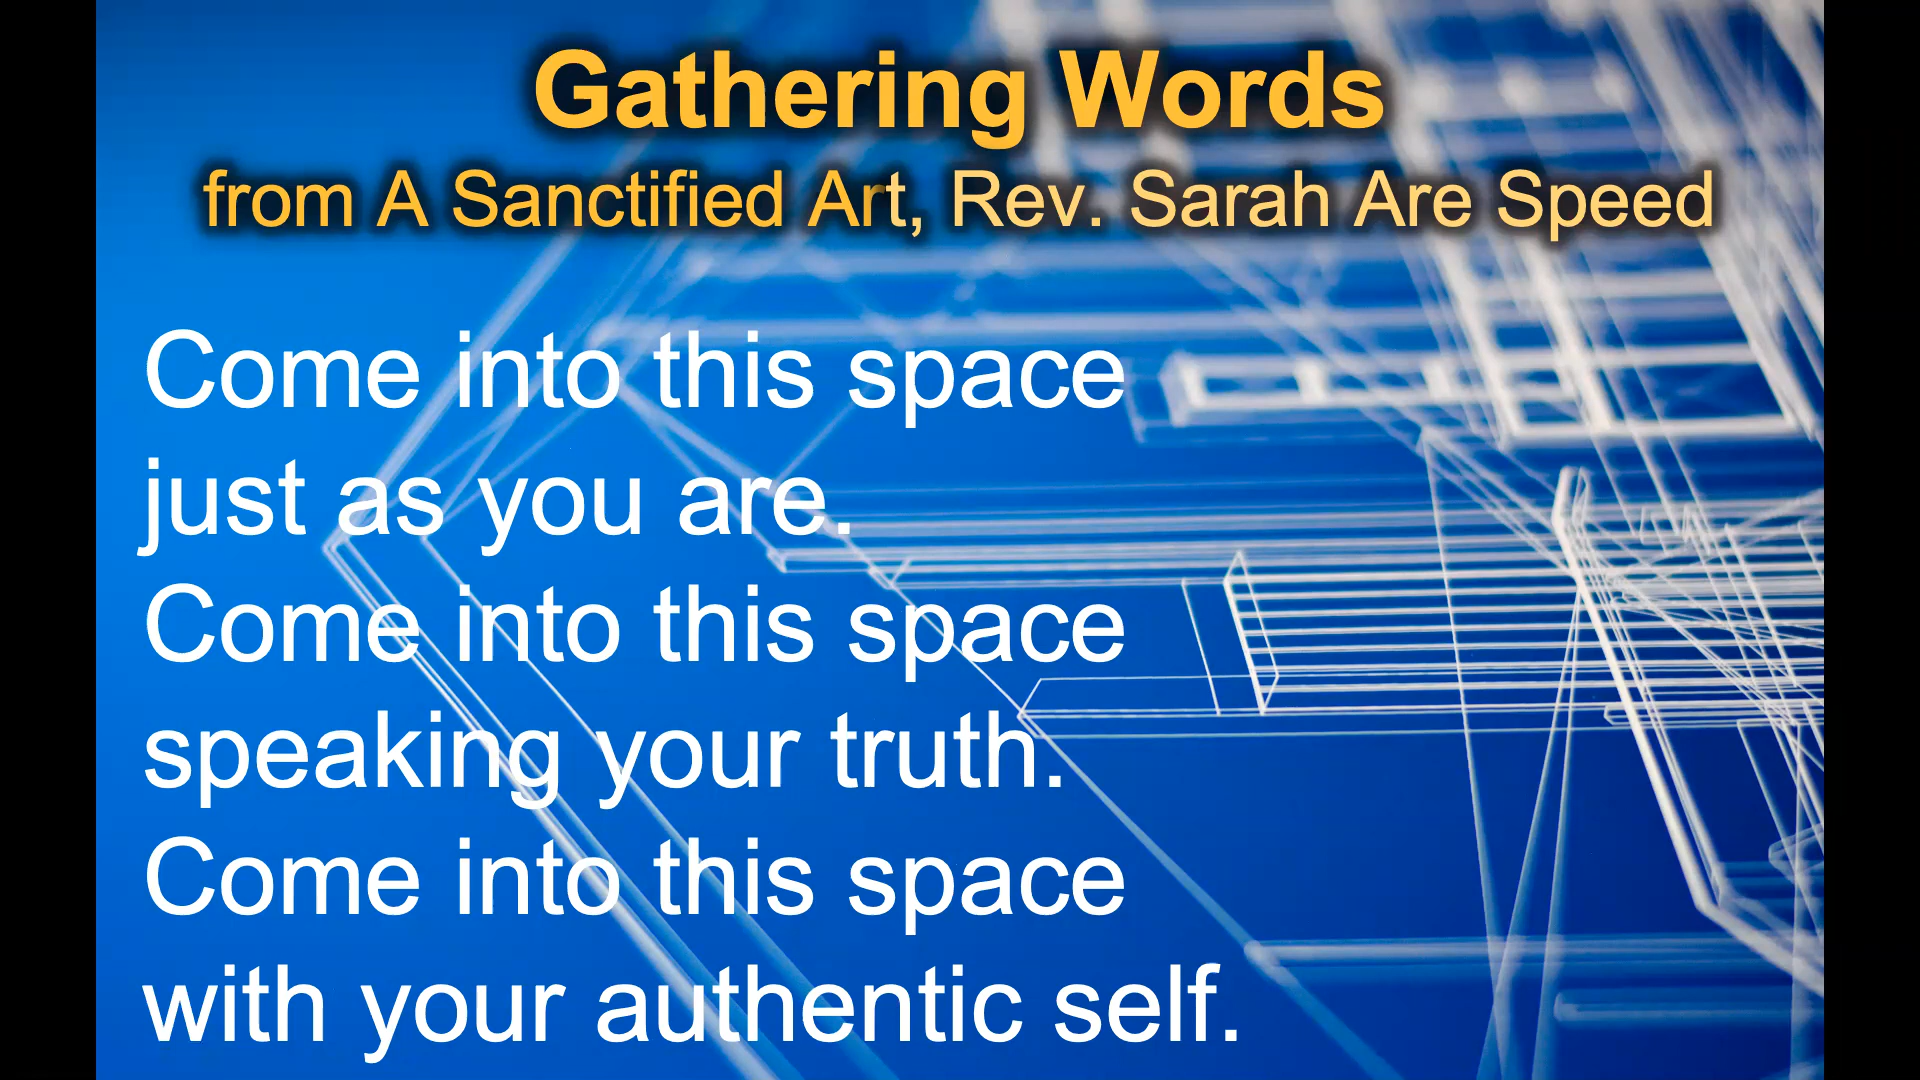 Gathering Words
from A Sanctified Art, Rev. Sarah Are Speed
Come into this space
just as you are.
Come into this space
speaking your truth.
Come into this space
with your authentic self.